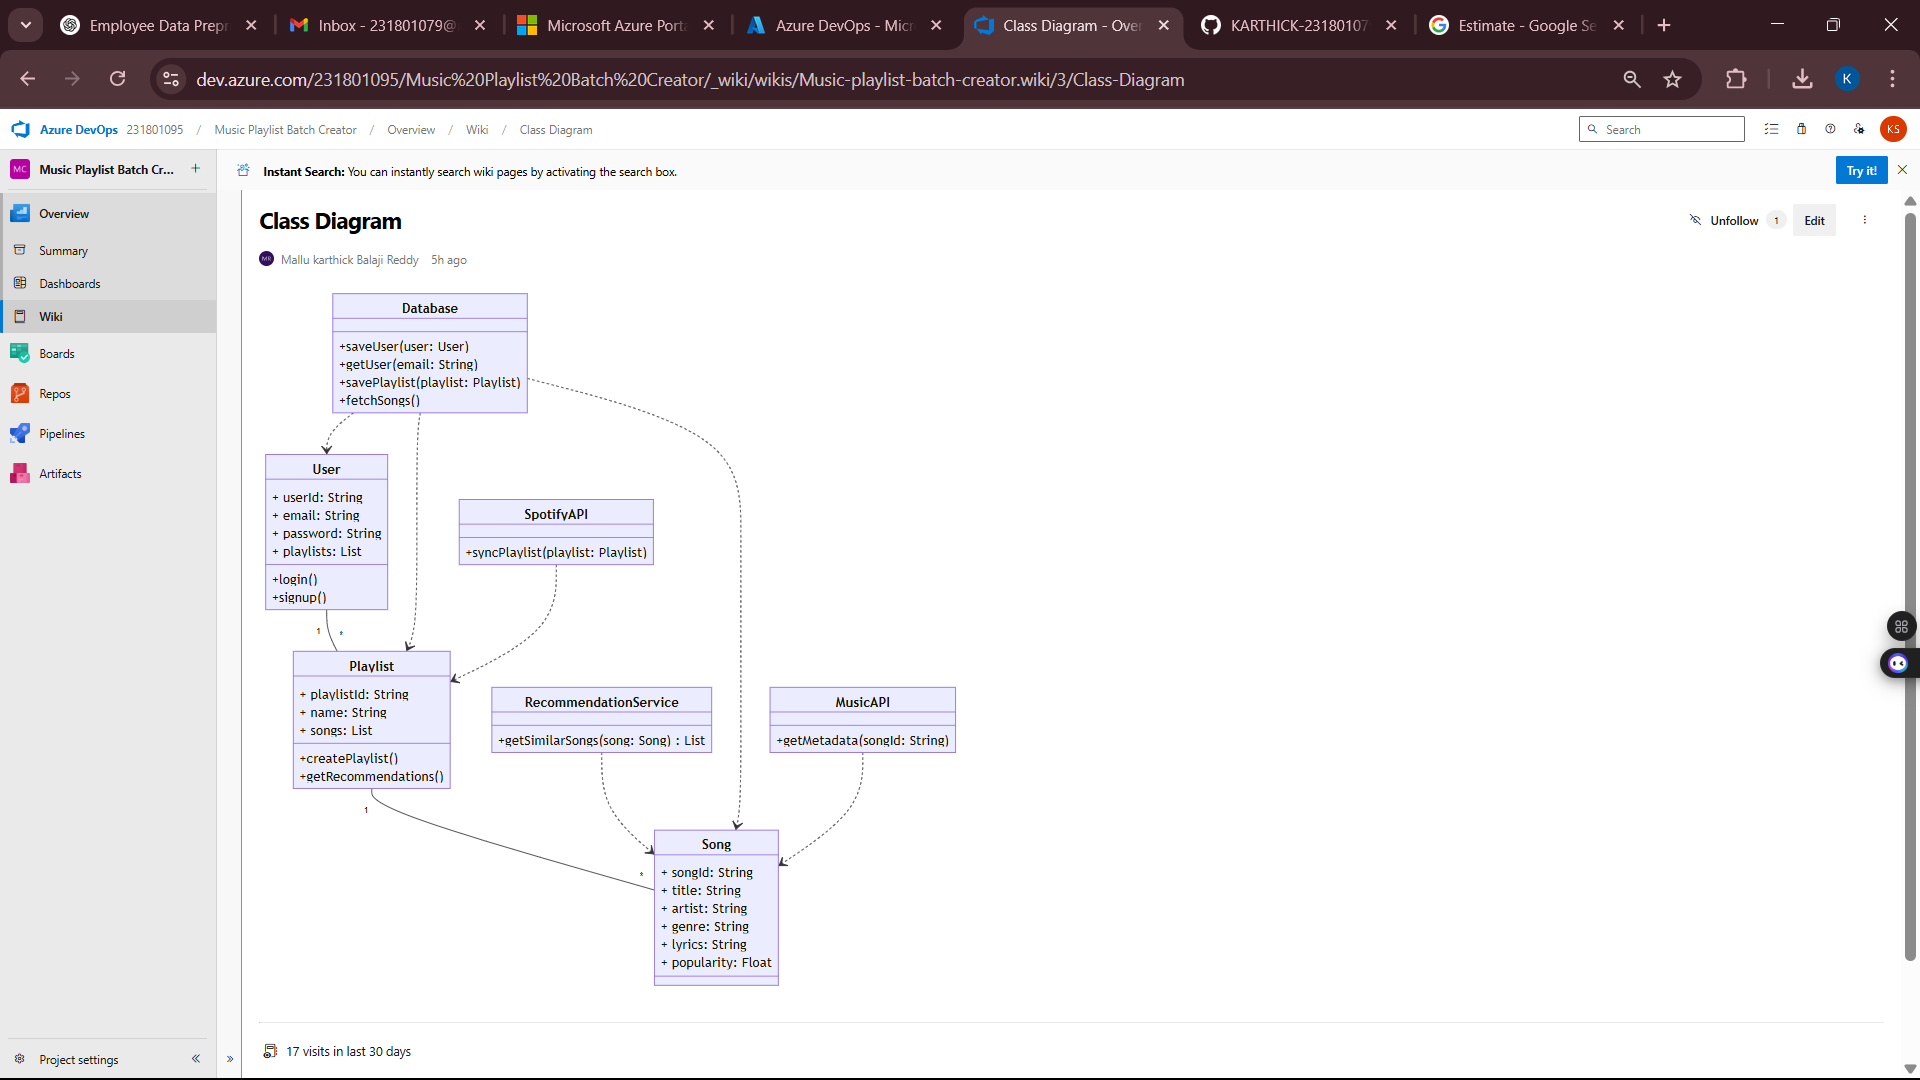 Employee Data Prepr
Inbox - 231801079@
Microsoft Azure Porta
Azure DevOps - Micr
Class Diagram - Over
KARTHICK-23180107
Estimate - Google Se
dev.azure.com/231801095/Music%20Playlist%20Batch%20Creator/_wiki/wikis/Music-playlist-batch-creator.wiki/3/Class-Diagram
K
Azure DevOps 231801095 / Music Playlist Batch Creator / Overview / Wiki / Class Diagram
Search
KS
MC Music Playlist Batch Cr... +
Instant Search: You can instantly search wiki pages by activating the search box.
Try it!
Overview
Summary
Dashboards
Wiki
Boards
Repos
Pipelines
Artifacts
Project settings
Class Diagram
Unfollow 1
Edit
MR Mallu karthick Balaji Reddy 5h ago
Database
+saveUser(user: User)
+getUser(email: String)
+savePlaylist(playlist: Playlist)
+fetchSongs()
User
+ userId: String
+ email: String
+ password: String
+ playlists: List
+login()
+signup()
SpotifyAPI
+syncPlaylist(playlist: Playlist)
1 *
Playlist
+ playlistId: String
+ name: String
+ songs: List
+createPlaylist()
+getRecommendations()
RecommendationService
+getSimilarSongs(song: Song) : List
MusicAPI
+getMetadata(songId: String)
1
*
Song
+ songId: String
+ title: String
+ artist: String
+ genre: String
+ lyrics: String
+ popularity: Float
17 visits in last 30 days